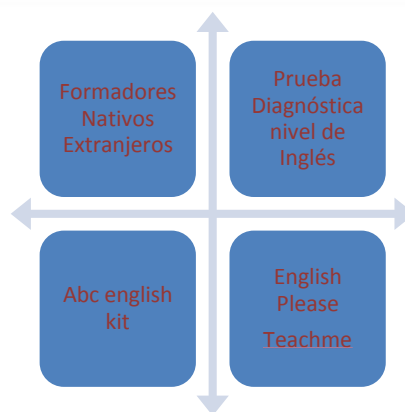 Formadores
Nativos
Extranjeros
Prueba
Diagnóstica
nivel de
Inglés
Abc english
kit
English
Please
Teachme